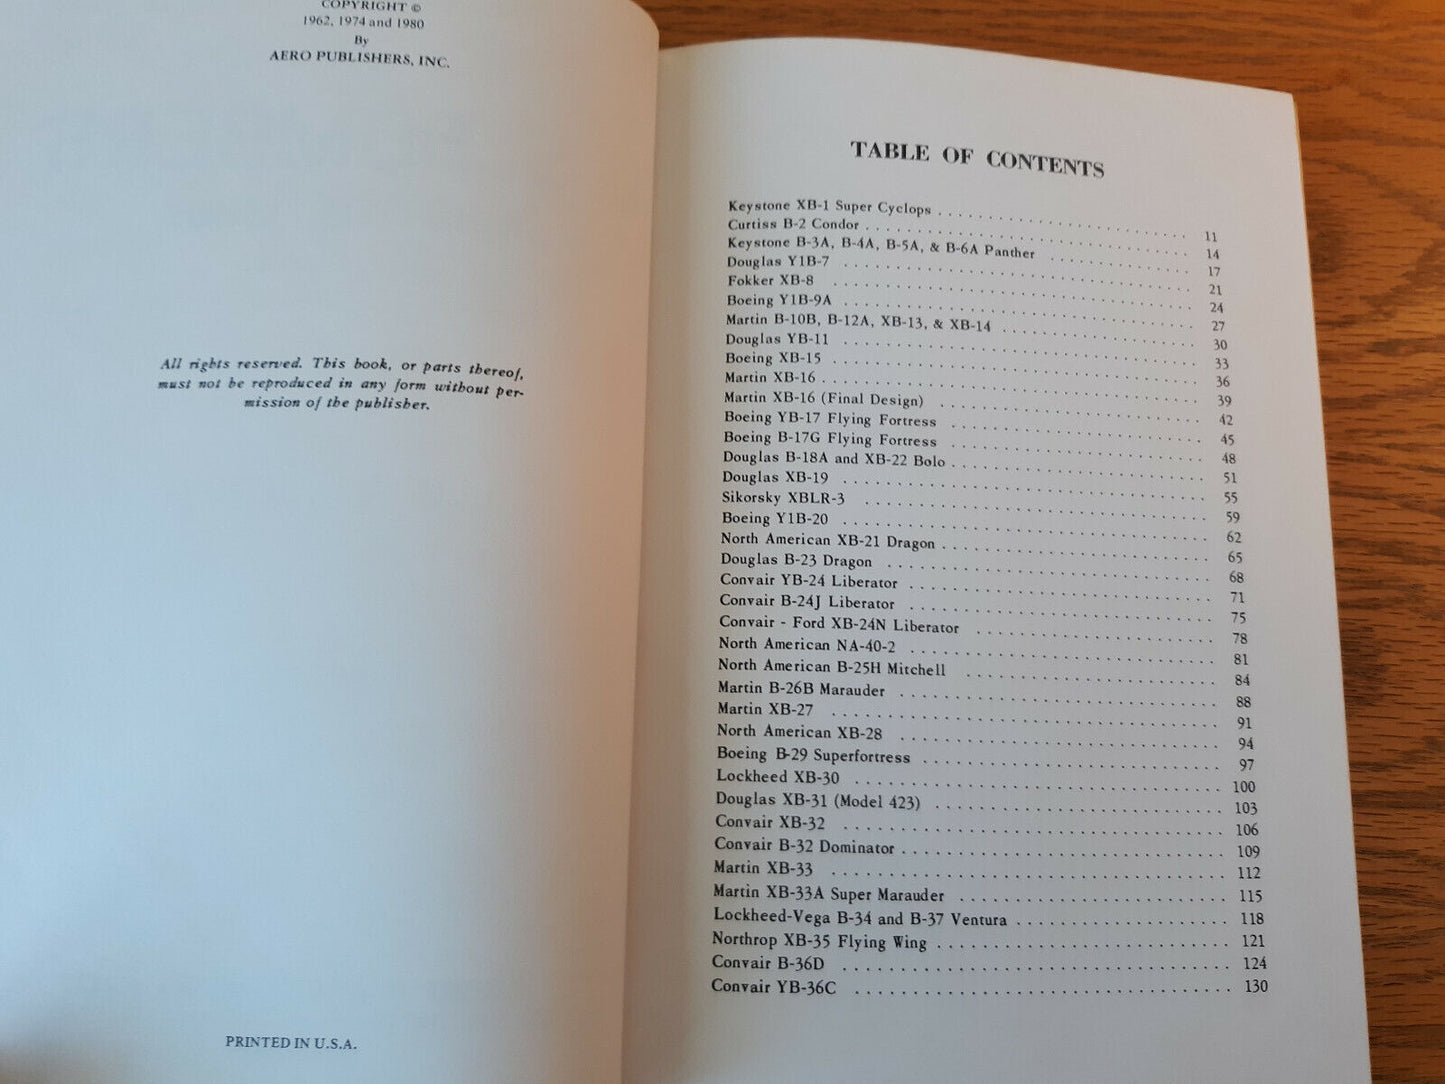 COPYRIGHT ©
1962, 1974 and 1980
By
AERO PUBLISHERS, INC.
All rights reserved. This book, or parts thereof,
must not be reproduced in any form without per-
mission of the publisher.
PRINTED IN U.S.A.
TABLE OF CONTENTS
Keystone XB-1 Super Cyclops . . . . . . . . . . 11
Curtiss B-2 Condor . . . . . . . . . . 14
Keystone B-3A, B-4A, B-5A, & B-6A Panther . . . . . . . . . . 17
Douglas Y1B-7 . . . . . . . . . . 21
Fokker XB-8 . . . . . . . . . . 24
Boeing Y1B-9A . . . . . . . . . . 27
Martin B-10B, B-12A, XB-13, & XB-14 . . . . . . . . . . 30
Douglas YB-11 . . . . . . . . . . 33
Boeing XB-15 . . . . . . . . . . 36
Martin XB-16 . . . . . . . . . . 39
Martin XB-16 (Final Design) . . . . . . . . . . 42
Boeing YB-17 Flying Fortress . . . . . . . . . . 45
Boeing B-17G Flying Fortress . . . . . . . . . . 48
Douglas B-18A and XB-22 Bolo . . . . . . . . . . 51
Douglas XB-19 . . . . . . . . . . 55
Sikorsky XBLR-3 . . . . . . . . . . 59
Boeing Y1B-20 . . . . . . . . . . 62
North American XB-21 Dragon . . . . . . . . . . 65
Douglas B-23 Dragon . . . . . . . . . . 68
Convair YB-24 Liberator . . . . . . . . . . 71
Convair B-24J Liberator . . . . . . . . . . 75
Convair - Ford XB-24N Liberator . . . . . . . . . . 78
North American NA-40-2 . . . . . . . . . . 81
North American B-25H Mitchell . . . . . . . . . . 84
Martin B-26B Marauder . . . . . . . . . . 88
Martin XB-27 . . . . . . . . . . 91
North American XB-28 . . . . . . . . . . 94
Boeing B-29 Superfortress . . . . . . . . . . 97
Lockheed XB-30 . . . . . . . . . . 100
Douglas XB-31 (Model 423) . . . . . . . . . . 103
Convair XB-32 . . . . . . . . . . 106
Convair B-32 Dominator . . . . . . . . . . 109
Martin XB-33 . . . . . . . . . . 112
Martin XB-33A Super Marauder . . . . . . . . . . 115
Lockheed-Vega B-34 and B-37 Ventura . . . . . . . . . . 118
Northrop XB-35 Flying Wing . . . . . . . . . . 121
Convair B-36D . . . . . . . . . . 124
Convair YB-36C . . . . . . . . . . 130